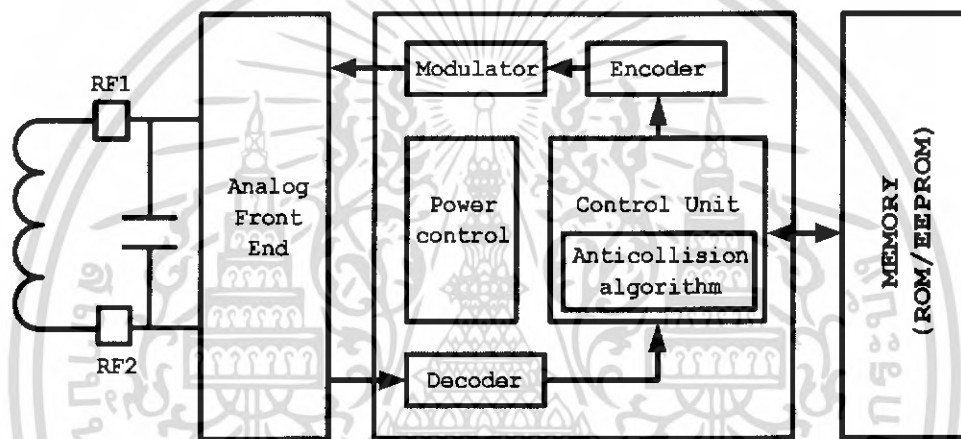 RF1
RF2
Analog
Front
End
Modulator
Encoder
Power
control
Control Unit
Anticollision
algorithm
Decoder
MEMORY
(ROM/EEPROM)